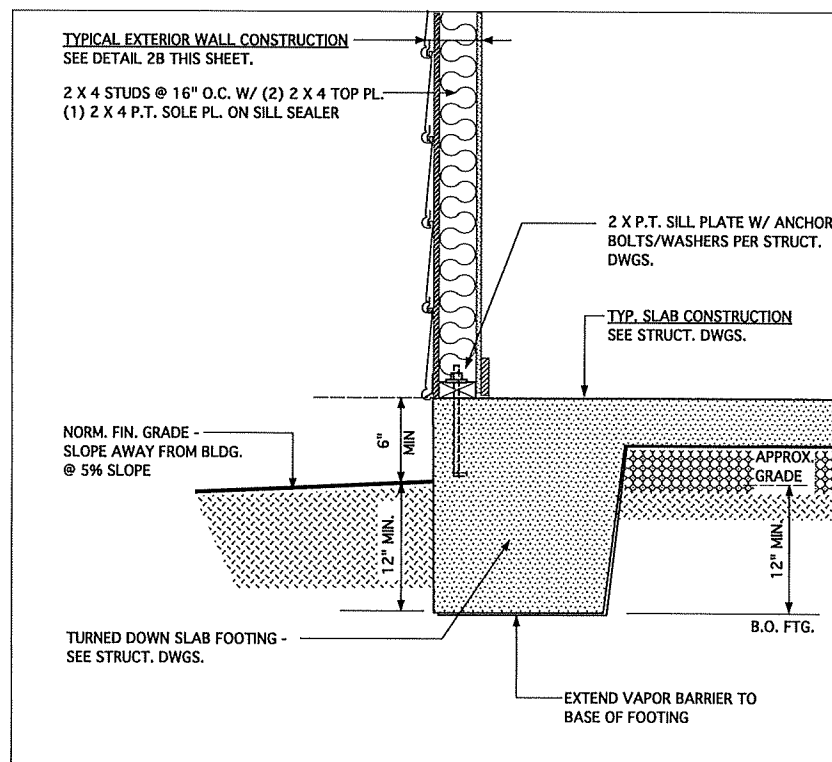 TYPICAL EXTERIOR WALL CONSTRUCTION
SEE DETAIL 2B THIS SHEET.
2 X 4 STUDS @ 16" O.C. W/ (2) 2 X 4 TOP PL.
(1) 2 X 4 P.T. SOLE PL. ON SILL SEALER
2 X P.T. SILL PLATE W/ ANCHOR
BOLTS/WASHERS PER STRUCT.
DWGS.
TYP. SLAB CONSTRUCTION
SEE STRUCT. DWGS.
NORM. FIN. GRADE -
SLOPE AWAY FROM BLDG.
@ 5% SLOPE
6"
MIN
APPROX.
GRADE
12" MIN.
12" MIN.
B.O. FTG.
TURNED DOWN SLAB FOOTING -
SEE STRUCT. DWGS.
EXTEND VAPOR BARRIER TO
BASE OF FOOTING